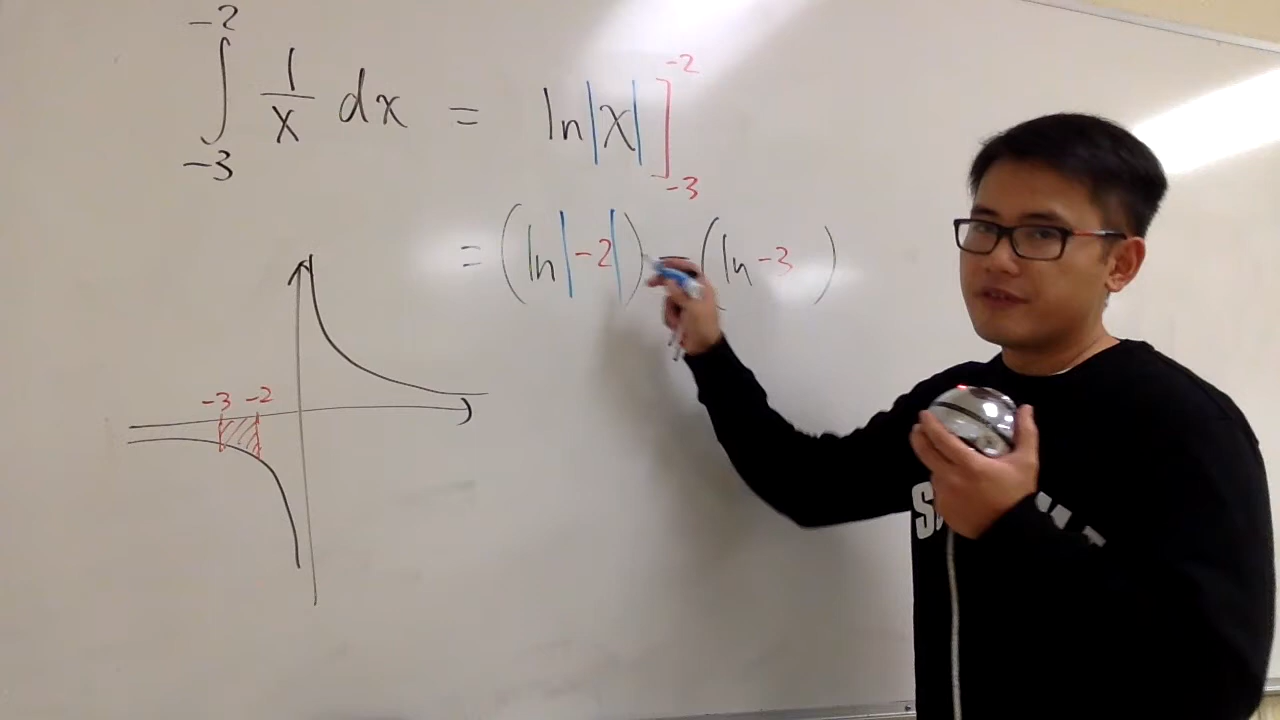 ∫_{-3}^{-2} 1/x dx = ln|x| ]_{-3}^{-2}
= (ln|-2|) - (ln -3 )
-3 -2